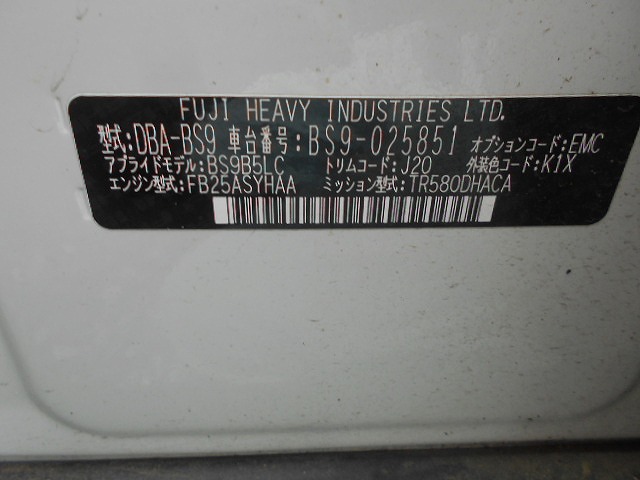 FUJI HEAVY INDUSTRIES LTD.
型式:DBA-BS9 車台番号:BS9-025851 オプションコード:EMC
アプライドモデル:BS9B5LC トリムコード:J20 外装色コード:K1X
エンジン型式:FB25ASYHAA ミッション型式:TR580DHACA